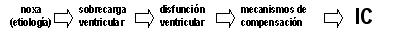 noxa
(etiología)
sobrecarga
ventricular
disfunción
ventricular
mecanismos de
compensación
IC